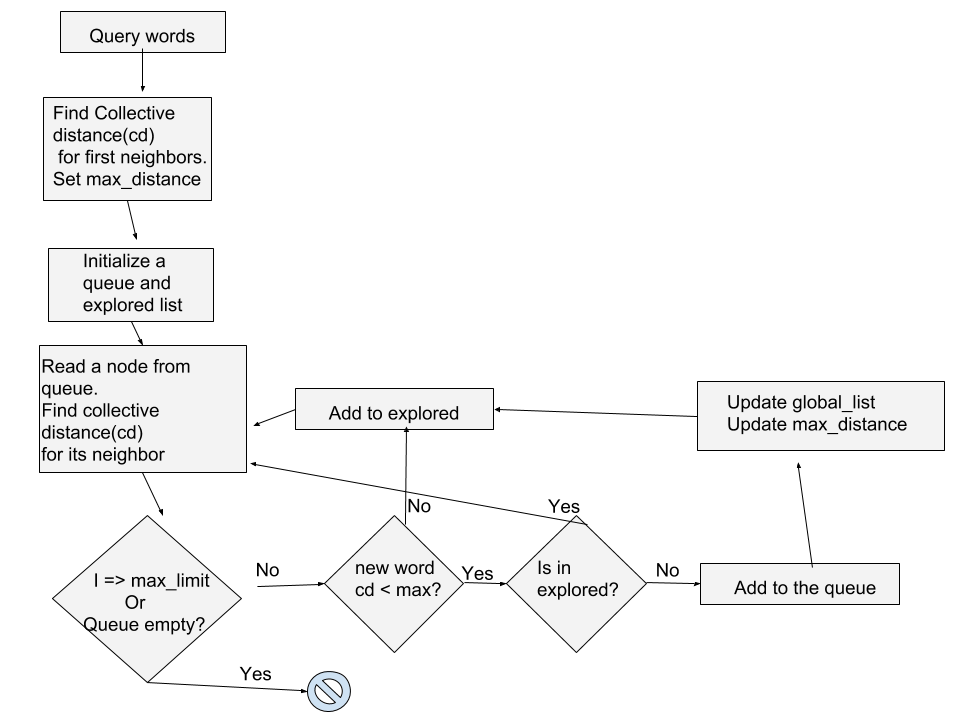 Query words
Find Collective
distance(cd)
for first neighbors.
Set max_distance
Initialize a
queue and
explored list
Read a node from
queue.
Find collective
distance(cd)
for its neighbor
Add to explored
Update global_list
Update max_distance
No
Yes
I => max_limit
Or
Queue empty?
No
new word
cd < max?
Yes
Is in
explored?
No
Add to the queue
Yes